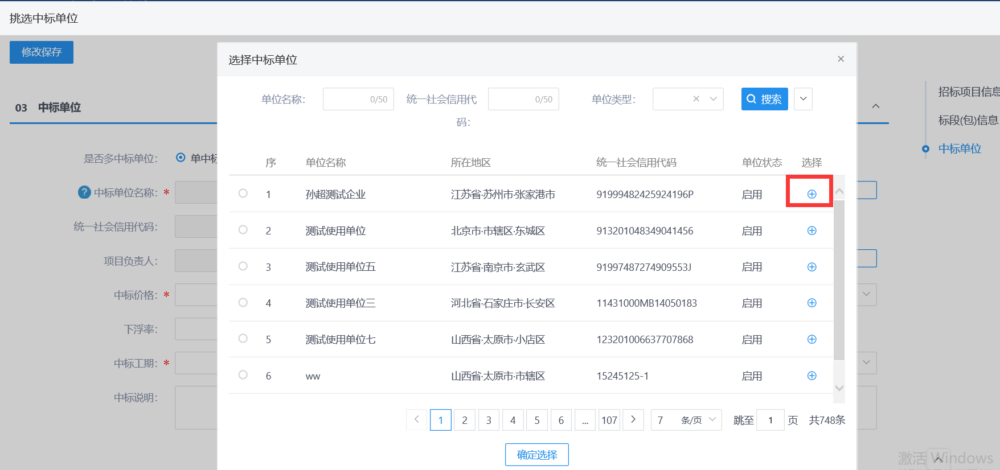 挑选中标单位
修改保存
选择中标单位
单位名称：
0/50
统一社会信用代码：
0/50
单位类型：
搜索
03 中标单位
招标项目信息
标段(包)信息
中标单位
是否多中标单位：
单中标
中标单位名称： *
统一社会信用代码：
项目负责人：
中标价格： *
下浮率：
中标工期： *
中标说明：
序 单位名称 所在地区 统一社会信用代码 单位状态 选择
1 孙超测试企业 江苏省·苏州市·张家港市 91999482425924196P 启用
2 测试使用单位 北京市·市辖区·东城区 913201048349041456 启用
3 测试使用单位五 江苏省·南京市·玄武区 91997487274909553J 启用
4 测试使用单位三 河北省·石家庄市·长安区 11431000MB14050183 启用
5 测试使用单位七 山西省·太原市·小店区 123201006637707868 启用
6 ww 山西省·太原市·市辖区 15245125-1 启用
1 2 3 4 5 6 ... 107 7 条/页 跳至 1 页 共748条
确定选择
激活 Windows